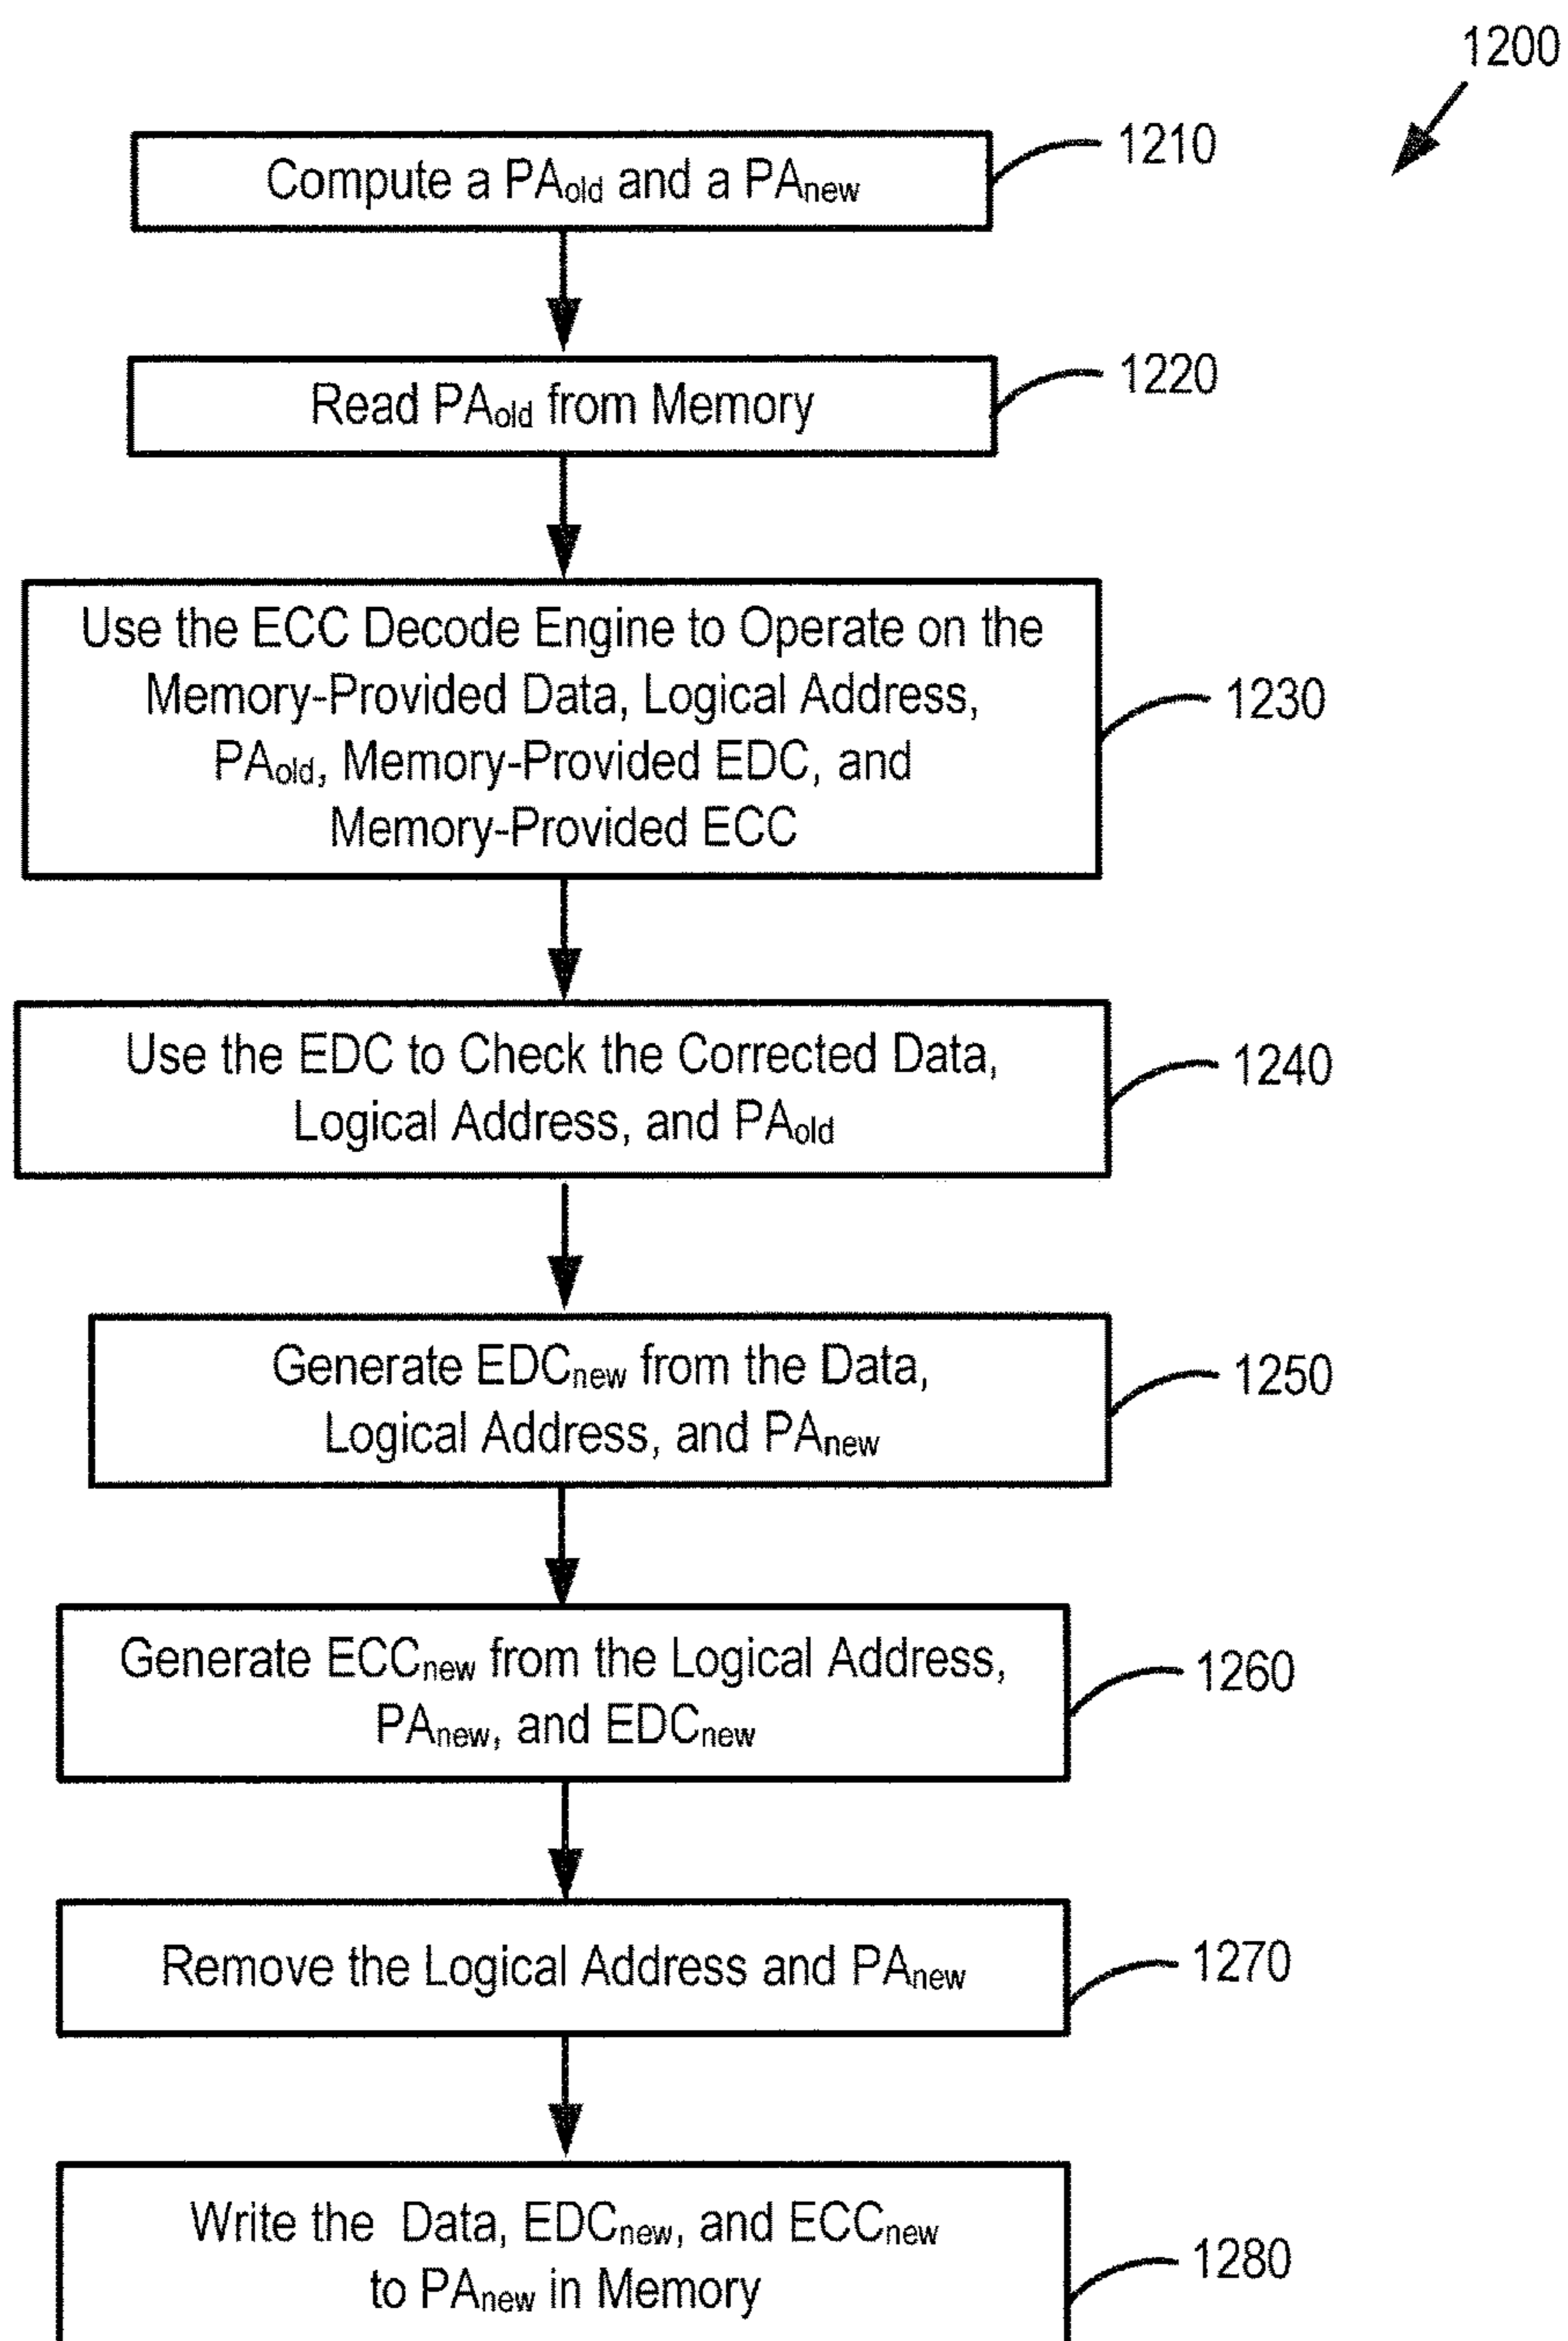 1200
Compute a PAold and a PAnew
1210
Read PAold from Memory
1220
Use the ECC Decode Engine to Operate on the
Memory-Provided Data, Logical Address,
PAold, Memory-Provided EDC, and
Memory-Provided ECC
1230
Use the EDC to Check the Corrected Data,
Logical Address, and PAold
1240
Generate EDCnew from the Data,
Logical Address, and PAnew
1250
Generate ECCnew from the Logical Address,
PAnew, and EDCnew
1260
Remove the Logical Address and PAnew
1270
Write the Data, EDCnew, and ECCnew
to PAnew in Memory
1280